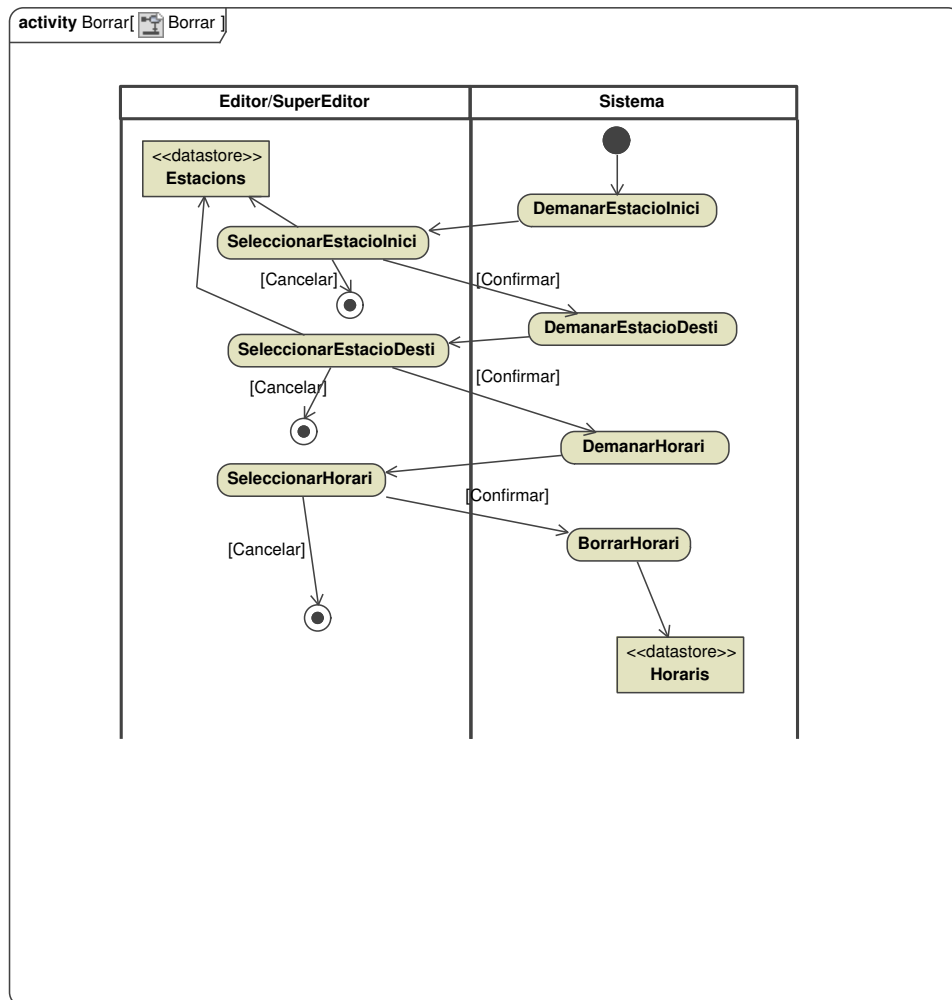 activity Borrar[ Borrar ]
Editor/SuperEditor
Sistema
<<datastore>>
Estacions
DemanarEstacioInici
SeleccionarEstacioInici
[Cancelar]
[Confirmar]
DemanarEstacioDesti
SeleccionarEstacioDesti
[Cancelar]
[Confirmar]
DemanarHorari
SeleccionarHorari
[Confirmar]
BorrarHorari
[Cancelar]
<<datastore>>
Horaris